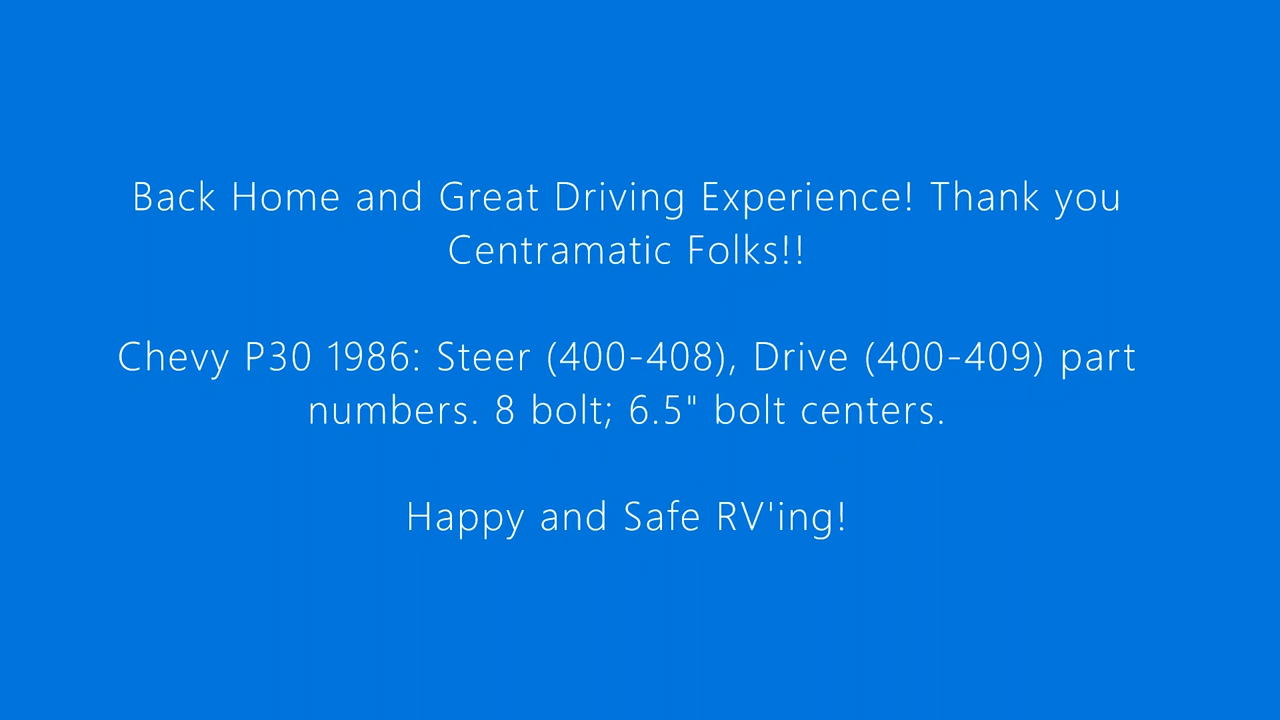 Back Home and Great Driving Experience! Thank you
Centramatic Folks!!
Chevy P30 1986: Steer (400-408), Drive (400-409) part
numbers. 8 bolt; 6.5" bolt centers.
Happy and Safe RV'ing!